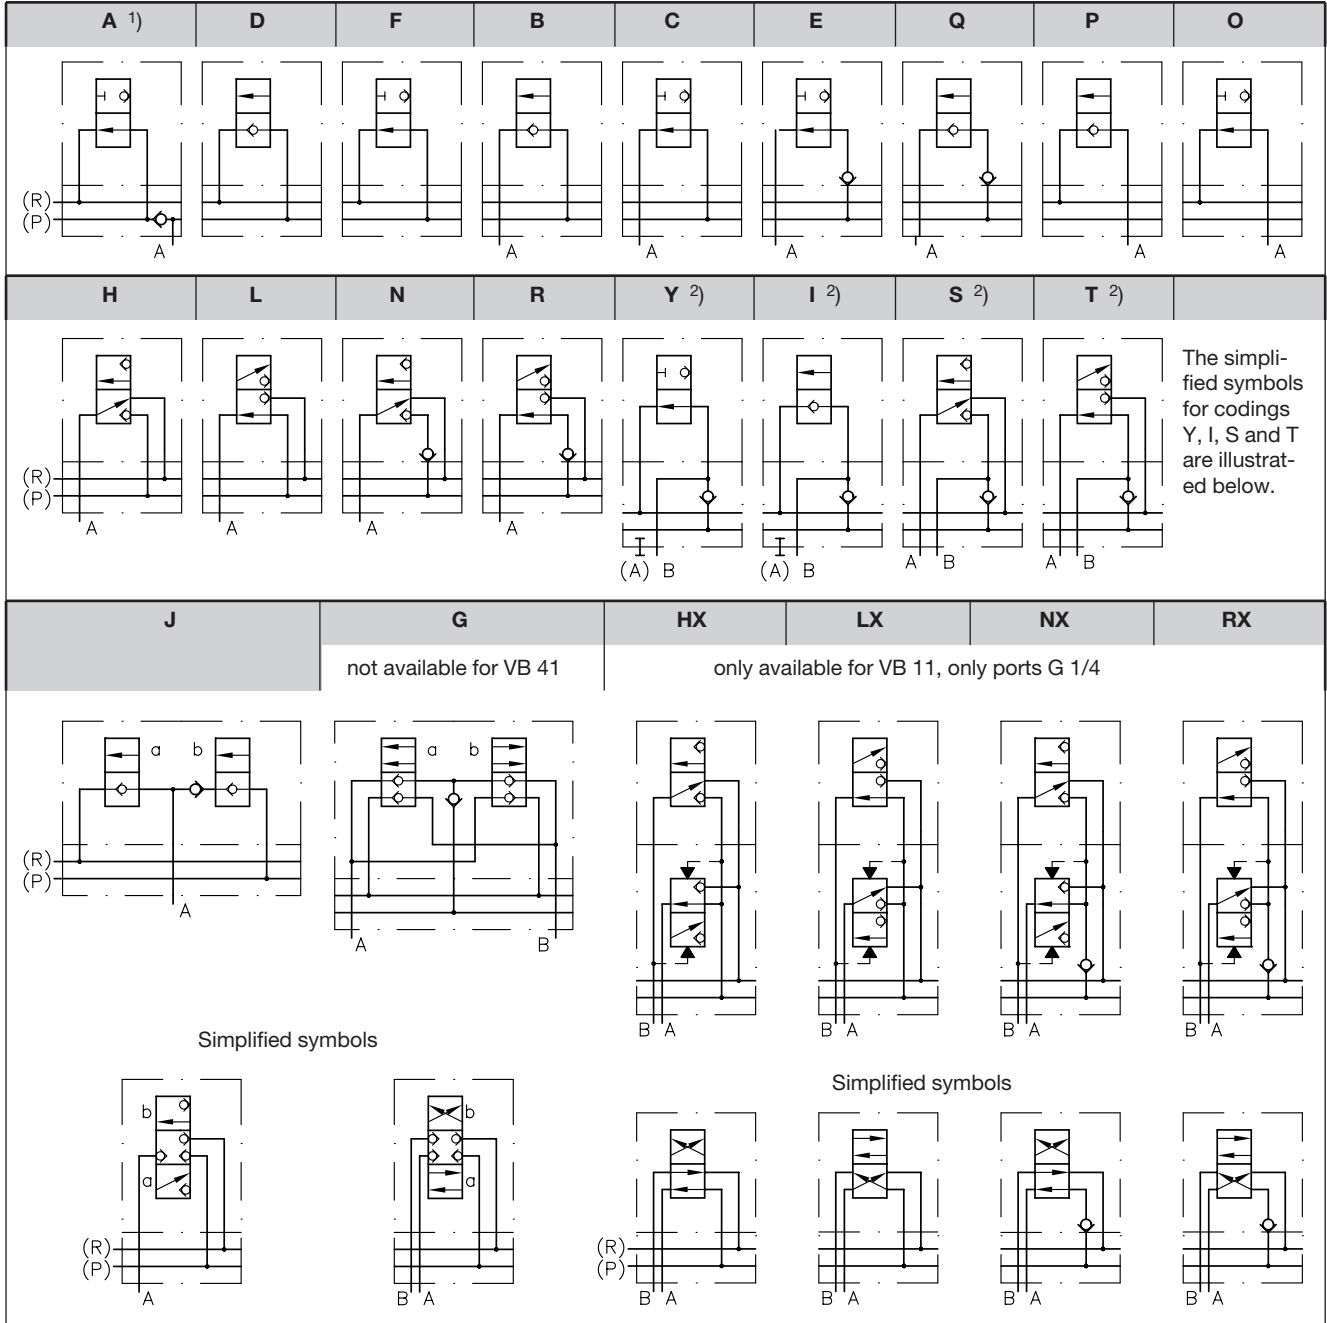 A 1) D F B C E Q P O
(R)
(P)
A A A A A A A
H L N R Y 2) I 2) S 2) T 2)
The simpli-
fied symbols
for codings
Y, I, S and T
are illustrat-
ed below.
(R)
(P)
A A A A
(A) B (A) B A B A B
J G HX LX NX RX
not available for VB 41 only available for VB 11, only ports G 1/4
a b a b
(R)
(P)
A A B
B A B A B A B A
Simplified symbols
Simplified symbols
b b
a a
(R) (R)
(P) (P)
A B A B A B A B A B A